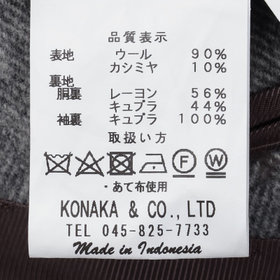 品質表示
表地 ウール 90%
カシミヤ 10%
裏地
胴裏 レーヨン 56%
キュプラ 44%
袖裏 キュプラ 100%
取扱い方
P F W
・あて布使用
KONAKA & CO., LTD
TEL 045-825-7733
Made in Indonesia